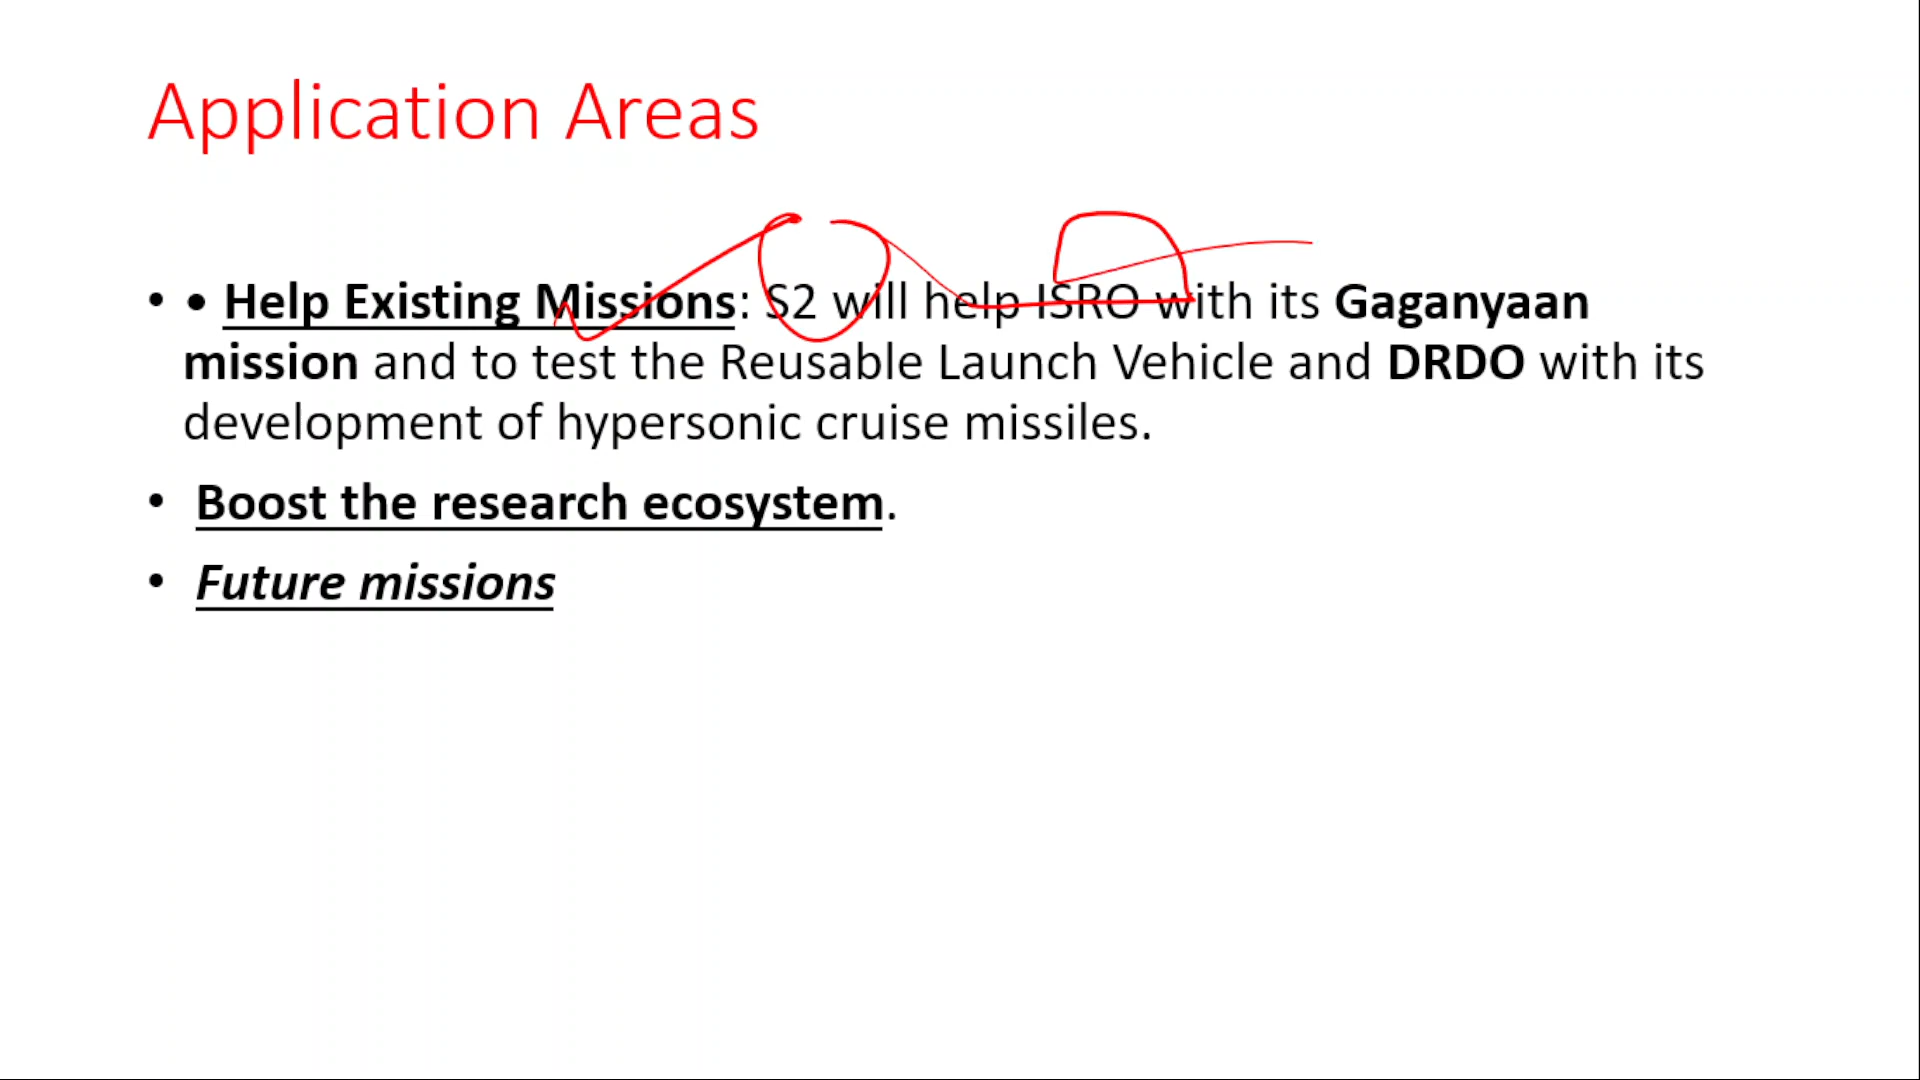 Application Areas
• • Help Existing Missions: S2 will help ISRO with its Gaganyaan
mission and to test the Reusable Launch Vehicle and DRDO with its
development of hypersonic cruise missiles.
• Boost the research ecosystem.
• Future missions